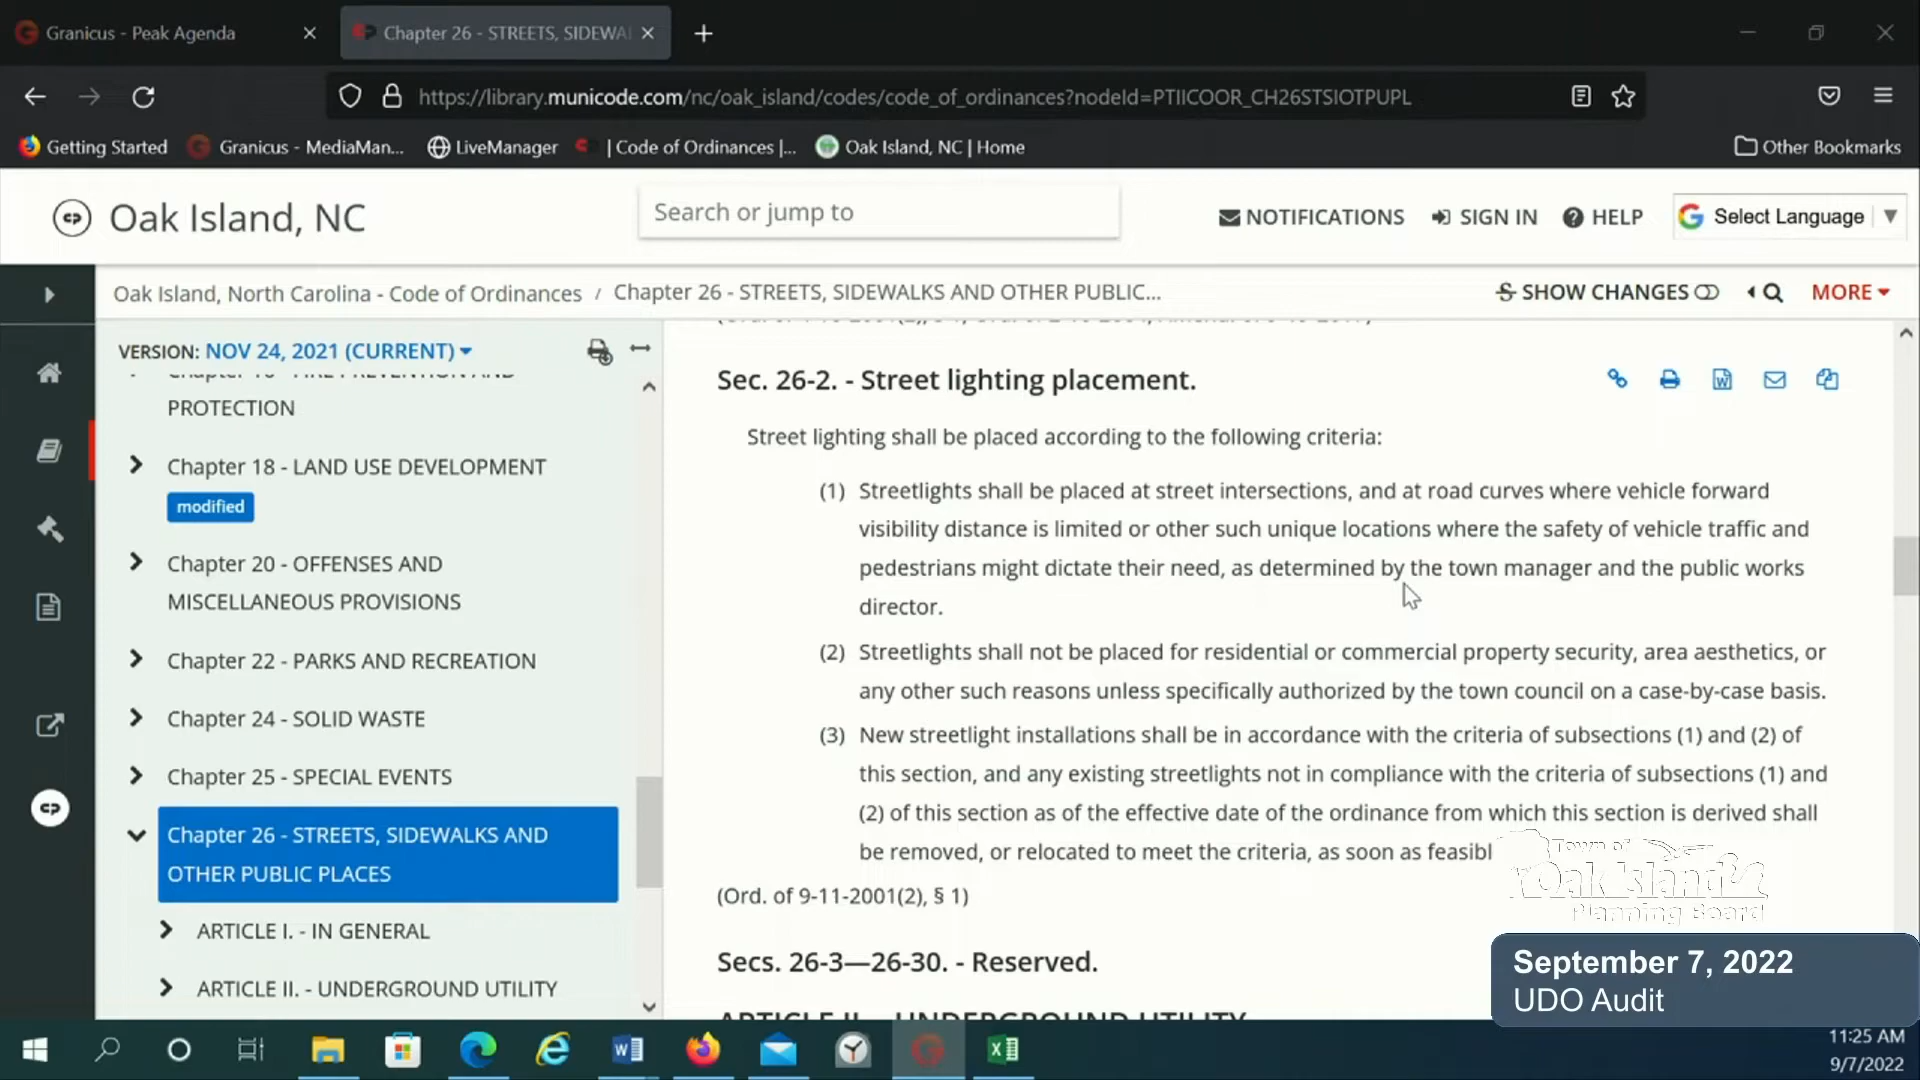 Granicus - Peak Agenda
Chapter 26 - STREETS, SIDEWAL
https://library.municode.com/nc/oak_island/codes/code_of_ordinances?nodeId=PTIICOOR_CH26STSIOTPUPL
Getting Started
Granicus - MediaMan...
LiveManager
| Code of Ordinances |...
Oak Island, NC | Home
Other Bookmarks
Oak Island, NC
Search or jump to
NOTIFICATIONS
SIGN IN
HELP
Select Language
Oak Island, North Carolina - Code of Ordinances / Chapter 26 - STREETS, SIDEWALKS AND OTHER PUBLIC...
SHOW CHANGES
MORE
VERSION: NOV 24, 2021 (CURRENT)
PROTECTION
Chapter 18 - LAND USE DEVELOPMENT
modified
Chapter 20 - OFFENSES AND
MISCELLANEOUS PROVISIONS
Chapter 22 - PARKS AND RECREATION
Chapter 24 - SOLID WASTE
Chapter 25 - SPECIAL EVENTS
Chapter 26 - STREETS, SIDEWALKS AND
OTHER PUBLIC PLACES
ARTICLE I. - IN GENERAL
ARTICLE II. - UNDERGROUND UTILITY
Sec. 26-2. - Street lighting placement.
Street lighting shall be placed according to the following criteria:
(1) Streetlights shall be placed at street intersections, and at road curves where vehicle forward
visibility distance is limited or other such unique locations where the safety of vehicle traffic and
pedestrians might dictate their need, as determined by the town manager and the public works
director.
(2) Streetlights shall not be placed for residential or commercial property security, area aesthetics, or
any other such reasons unless specifically authorized by the town council on a case-by-case basis.
(3) New streetlight installations shall be in accordance with the criteria of subsections (1) and (2) of
this section, and any existing streetlights not in compliance with the criteria of subsections (1) and
(2) of this section as of the effective date of the ordinance from which this section is derived shall
be removed, or relocated to meet the criteria, as soon as feasibl
(Ord. of 9-11-2001(2), § 1)
Secs. 26-3—26-30. - Reserved.
ARTICLE II. - UNDERGROUND UTILITY
Town of
Oak Island
Planning Board
September 7, 2022
UDO Audit
11:25 AM
9/7/2022